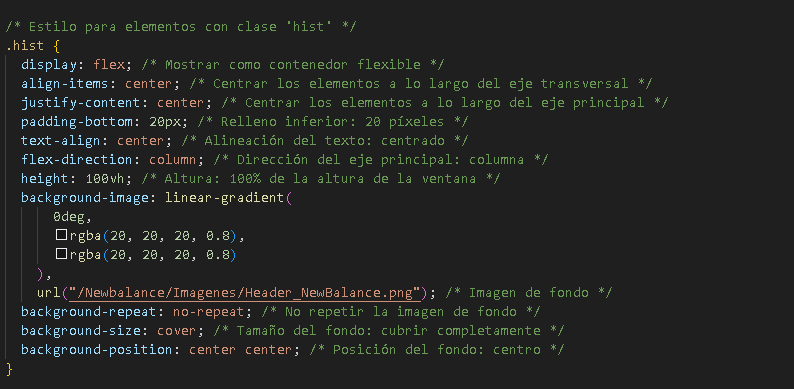 /* Estilo para elementos con clase 'hist' */
.hist {
display: flex; /* Mostrar como contenedor flexible */
align-items: center; /* Centrar los elementos a lo largo del eje transversal */
justify-content: center; /* Centrar los elementos a lo largo del eje principal */
padding-bottom: 20px; /* Relleno inferior: 20 píxeles */
text-align: center; /* Alineación del texto: centrado */
flex-direction: column; /* Dirección del eje principal: columna */
height: 100vh; /* Altura: 100% de la altura de la ventana */
background-image: linear-gradient(
0deg,
rgba(20, 20, 20, 0.8),
rgba(20, 20, 20, 0.8)
),
url("/Newbalance/Imagenes/Header_NewBalance.png"); /* Imagen de fondo */
background-repeat: no-repeat; /* No repetir la imagen de fondo */
background-size: cover; /* Tamaño del fondo: cubrir completamente */
background-position: center center; /* Posición del fondo: centro */
}